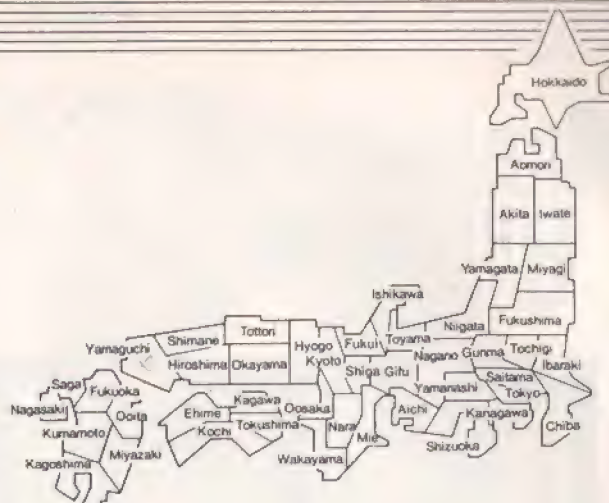 Hokkaido
Aomori
Akita
Iwate
Yamagata
Miyagi
Ishikawa
Fukushima
Niigata
Toyama
Tottori
Shimane
Yamaguchi
Hyogo
Fukui
Nagano
Gunma
Tochigi
Ibaraki
Hiroshima
Okayama
Kyoto
Shiga
Gifu
Saitama
Yamanashi
Tokyo
Saga
Fukuoka
Nagasaki
Ooita
Ehime
Kagawa
Oosaka
Aichi
Kanagawa
Chiba
Kumamoto
Kochi
Tokushima
Nara
Mie
Shizuoka
Kagoshima
Miyazaki
Wakayama